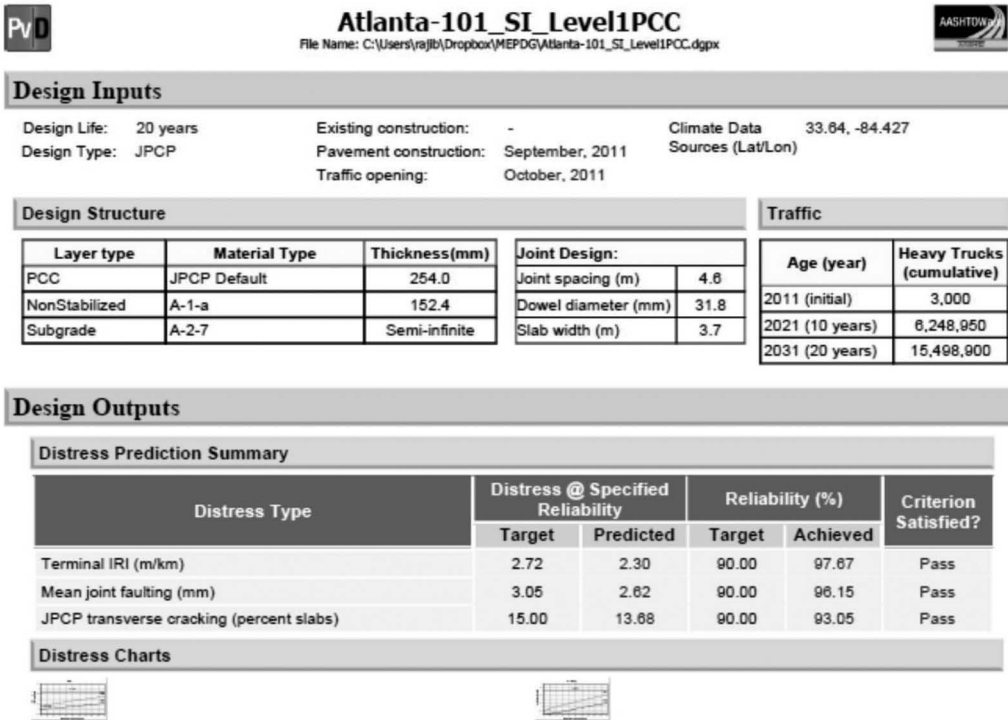 PvD
Atlanta-101_SI_Level1PCC
File Name: C:\Users\rajib\Dropbox\MEPDG\Atlanta-101_SI_Level1PCC.dgpx
AASHTOWare
Design Inputs
Design Life: 20 years Existing construction: - Climate Data 33.64, -84.427
Design Type: JPCP Pavement construction: September, 2011 Sources (Lat/Lon)
Traffic opening: October, 2011
Design Structure Traffic
Layer type Material Type Thickness(mm)
PCC JPCP Default 254.0
NonStabilized A-1-a 152.4
Subgrade A-2-7 Semi-infinite
Joint Design:
Joint spacing (m) 4.6
Dowel diameter (mm) 31.8
Slab width (m) 3.7
Age (year) Heavy Trucks
(cumulative)
2011 (initial) 3,000
2021 (10 years) 6,248,950
2031 (20 years) 15,498,900
Design Outputs
Distress Prediction Summary
Distress Type Distress @ Specified Reliability (%) Criterion
Reliability Satisfied?
Target Predicted Target Achieved
Terminal IRI (m/km) 2.72 2.30 90.00 97.67 Pass
Mean joint faulting (mm) 3.05 2.62 90.00 96.15 Pass
JPCP transverse cracking (percent slabs) 15.00 13.68 90.00 93.05 Pass
Distress Charts